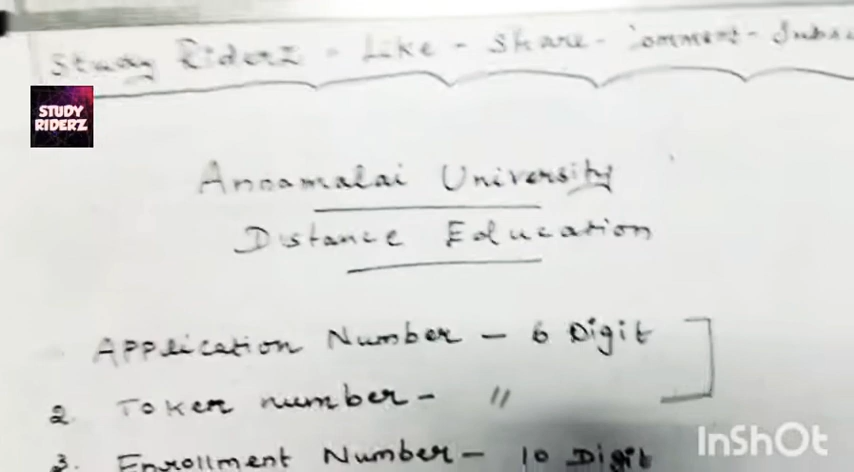 Study Riderz - Like - Share - Comment -
STUDY
RIDERZ
Annamalai University
Distance Education
Application Number - 6 Digit
2. Token number - "
3. Enrollment Number - 10 Digit
InShOt